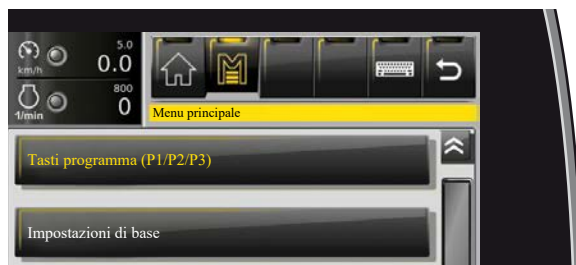 5.0
km/h 0.0
800
1/min 0
Menu principale
Tasti programma (P1/P2/P3)
Impostazioni di base